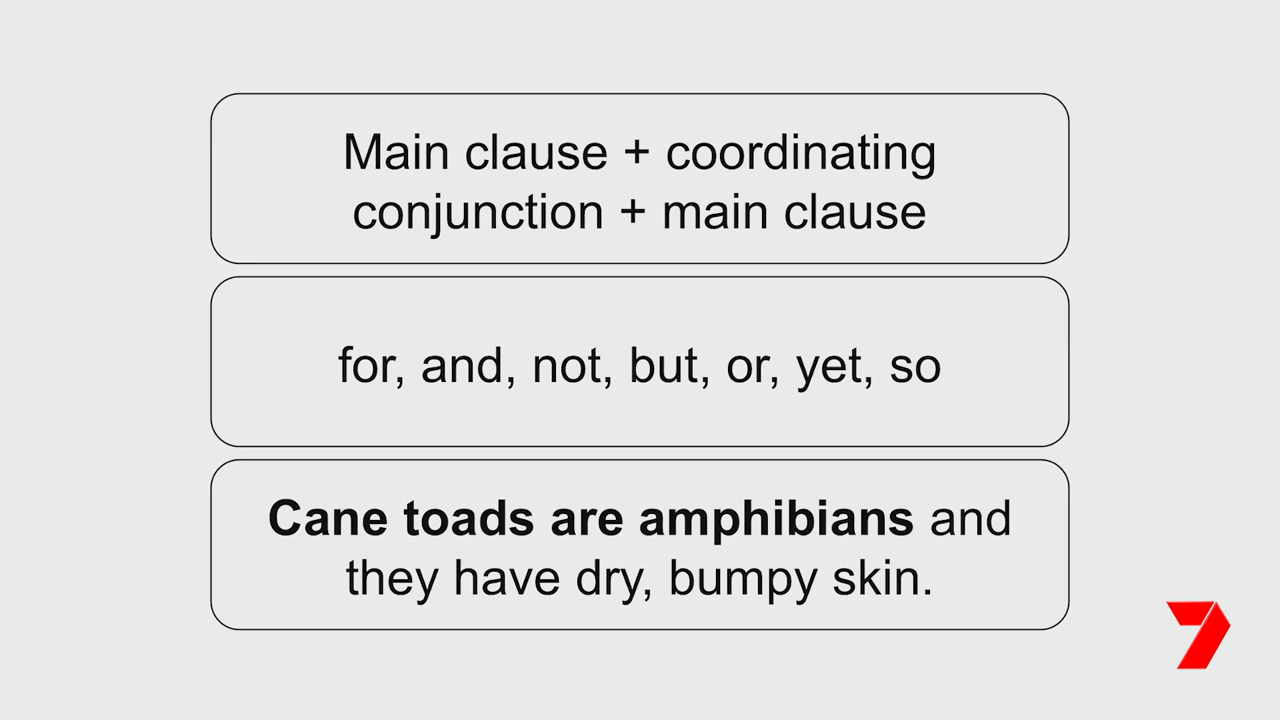 Main clause + coordinating
conjunction + main clause
for, and, not, but, or, yet, so
Cane toads are amphibians and
they have dry, bumpy skin.